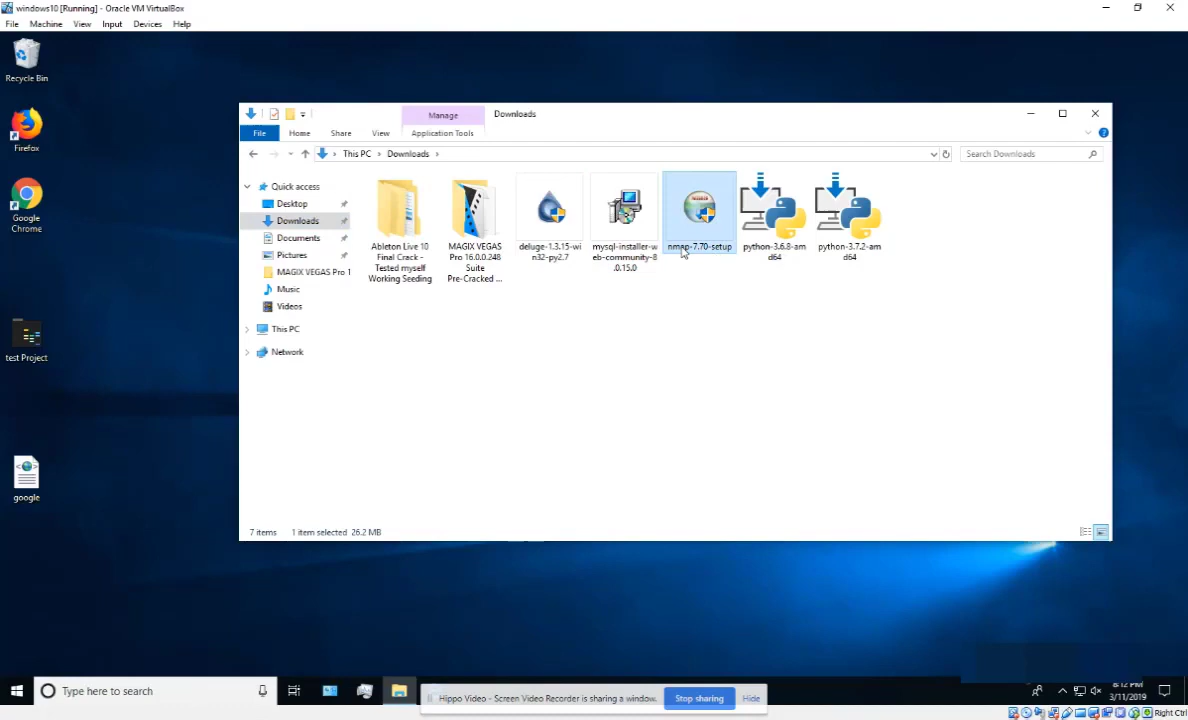 windows10 [Running] - Oracle VM VirtualBox
File Machine View Input Devices Help
Recycle Bin
Firefox
Google
Chrome
test Project
google
Manage
Downloads
File Home Share View Application Tools
This PC Downloads
Search Downloads
Quick access
Desktop
Downloads
Documents
Pictures
MAGIX VEGAS Pro 1
Music
Videos
This PC
Network
Ableton Live 10
Final Crack -
Tested myself
Working Seeding
MAGIX VEGAS
Pro 16.0.0.248
Suite
Pre-Cracked ...
deluge-1.3.15-wi
n32-py2.7
mysql-installer-w
eb-community-8
.0.15.0
nmap-7.70-setup
python-3.6.8-am
d64
python-3.7.2-am
d64
7 items 1 item selected 26.2 MB
Type here to search
Hippo Video - Screen Video Recorder is sharing a window.
Stop sharing
Hide
8:12 PM
3/11/2019
Right Ctrl